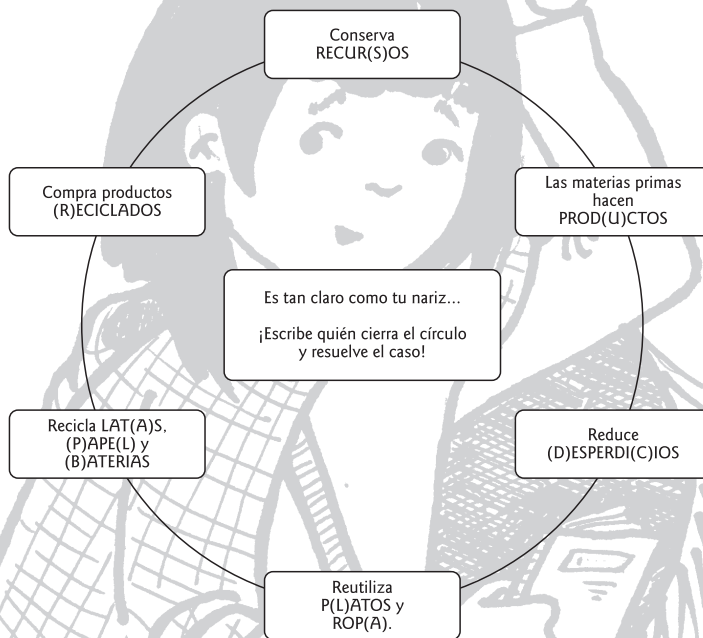 Conserva
RECUR(S)OS
Compra productos
(R)ECICLADOS
Las materias primas
hacen
PROD(U)CTOS
Es tan claro como tu nariz...
¡Escribe quién cierra el círculo
y resuelve el caso!
Recicla LAT(A)S,
(P)APE(L) y
(B)ATERIAS
Reduce
(D)ESPERDI(C)IOS
Reutiliza
P(L)ATOS y
ROP(A).